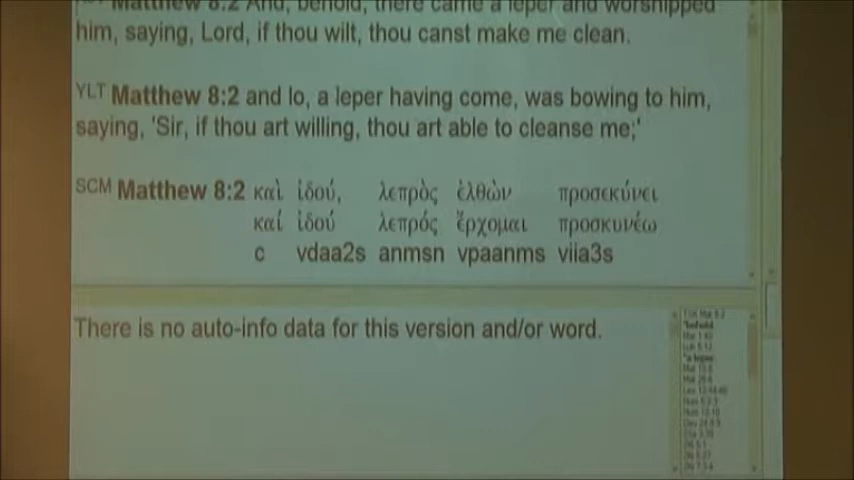 Matthew 8:2 And, behold, there came a leper and worshipped
him, saying, Lord, if thou wilt, thou canst make me clean.
YLT Matthew 8:2 and lo, a leper having come, was bowing to him,
saying, 'Sir, if thou art willing, thou art able to cleanse me;'
SCM Matthew 8:2 καὶ ἰδού, λεπρὸς ἐλθὼν προσεκύνει
καί ἰδού λεπρός ἔρχομαι προσκυνέω
c vdaa2s anmsn vpaanms viia3s
There is no auto-info data for this version and/or word.
"behold
"a leper